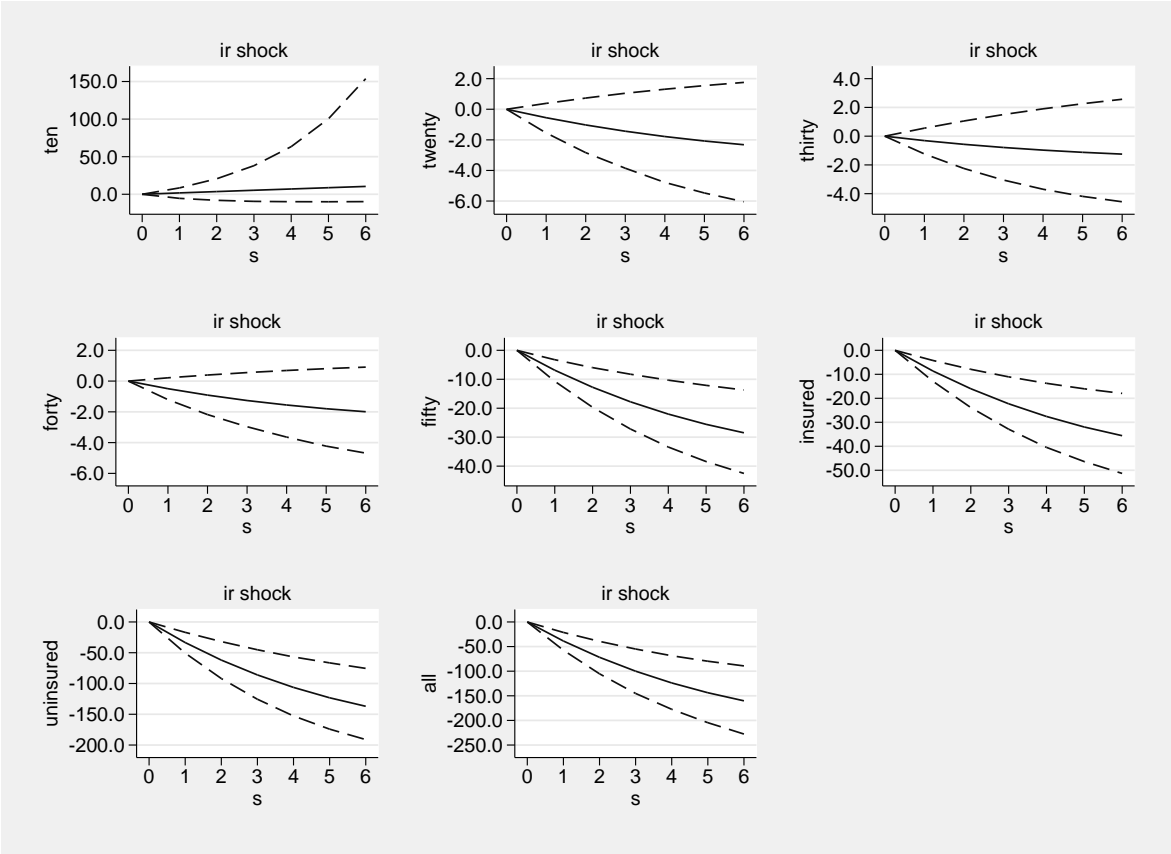 ir shock
ten
150.0
100.0
50.0
0.0
0 1 2 3 4 5 6
s
ir shock
twenty
2.0
0.0
-2.0
-4.0
-6.0
0 1 2 3 4 5 6
s
ir shock
thirty
4.0
2.0
0.0
-2.0
-4.0
0 1 2 3 4 5 6
s
ir shock
forty
2.0
0.0
-2.0
-4.0
-6.0
0 1 2 3 4 5 6
s
ir shock
fifty
0.0
-10.0
-20.0
-30.0
-40.0
0 1 2 3 4 5 6
s
ir shock
insured
0.0
-10.0
-20.0
-30.0
-40.0
-50.0
0 1 2 3 4 5 6
s
ir shock
uninsured
0.0
-50.0
-100.0
-150.0
-200.0
0 1 2 3 4 5 6
s
ir shock
all
0.0
-50.0
-100.0
-150.0
-200.0
-250.0
0 1 2 3 4 5 6
s